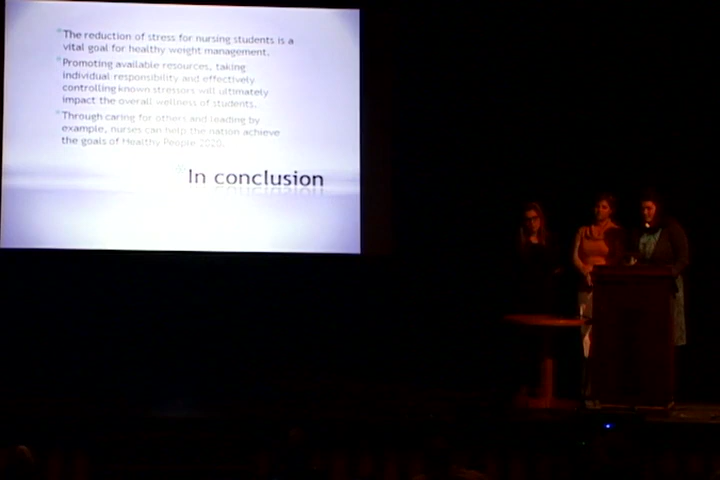 *The reduction of stress for nursing students is a
vital goal for healthy weight management.
*Promoting available resources, taking
individual responsibility and effectively
controlling known stressors will ultimately
impact the overall wellness of students.
*Through caring for others and leading by
example, nurses can help the nation achieve
the goals of Healthy People 2020.
*In conclusion